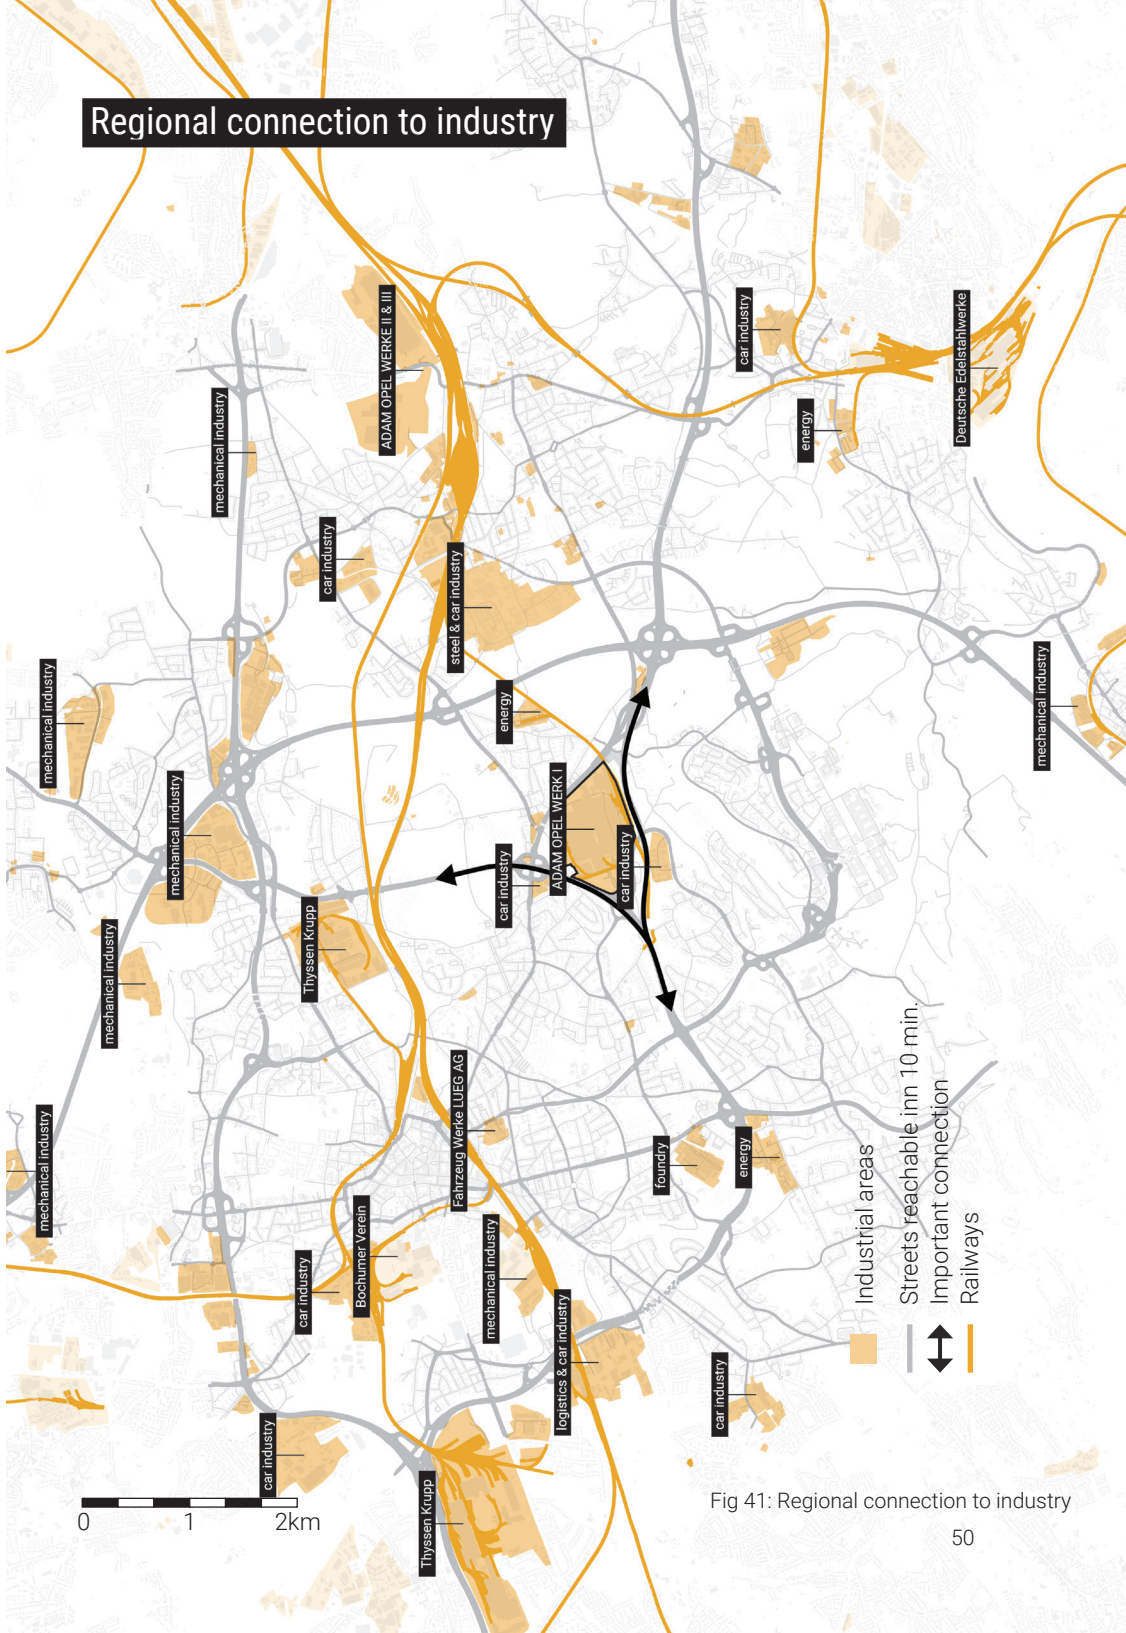 Regional connection to industry
ADAM OPEL WERKE II & III
mechanical industry
car industry
car industry
energy
Deutsche Edelstahlwerke
steel & car industry
mechanical industry
energy
mechanical industry
mechanical industry
ADAM OPEL WERK I
car industry
car industry
Thyssen Krupp
mechanical industry
Fahrzeug Werke LUEG AG
mechanical industry
foundry
energy
Bochumer Verein
car industry
mechanical industry
logistics & car industry
car industry
car industry
Thyssen Krupp
Industrial areas
Streets reachable inn 10 min.
Important connection
Railways
0 1 2km
Fig 41: Regional connection to industry
50